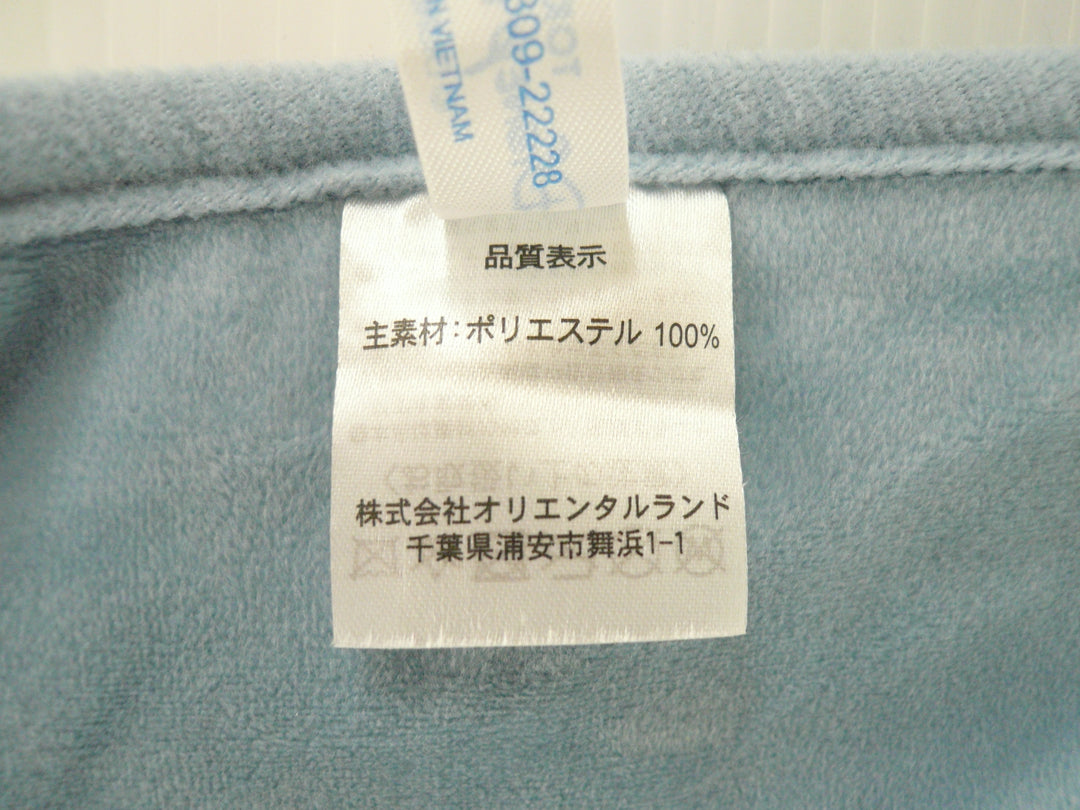 LOT
309-22228
N VIETNAM
品質表示
主素材:ポリエステル 100%
株式会社オリエンタルランド
千葉県浦安市舞浜1-1